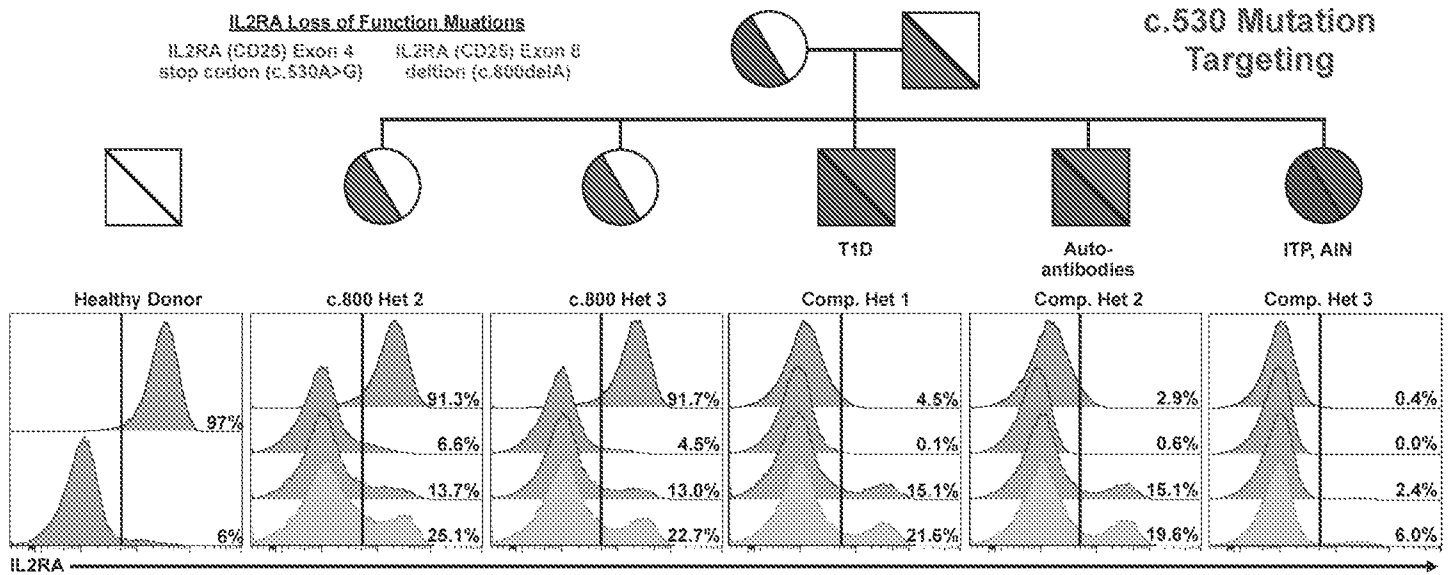 IL2RA Loss of Function Muations
IL2RA (CD25) Exon 4
stop codon (c.530A>G)
IL2RA (CD25) Exon 8
deltion (c.800delA)
c.530 Mutation
Targeting
T1D
Auto-
antibodies
ITP, AIN
Healthy Donor
c.800 Het 2
c.800 Het 3
Comp. Het 1
Comp. Het 2
Comp. Het 3
97%
6%
91.3%
6.6%
13.7%
25.1%
91.7%
4.5%
13.0%
22.7%
4.5%
0.1%
15.1%
21.5%
2.9%
0.6%
15.1%
19.6%
0.4%
0.0%
2.4%
6.0%
IL2RA